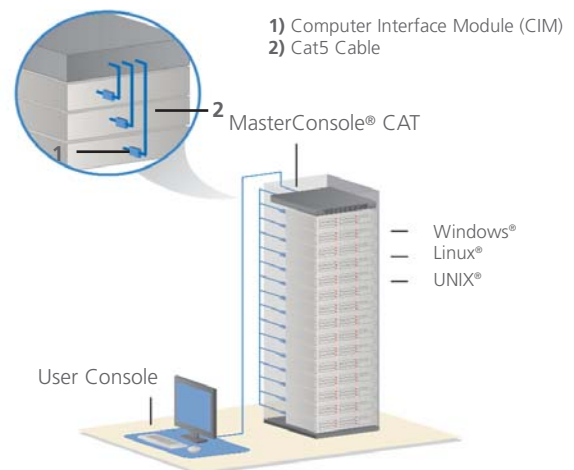 1) Computer Interface Module (CIM)
2) Cat5 Cable
2
MasterConsole® CAT
1
Windows®
Linux®
UNIX®
User Console